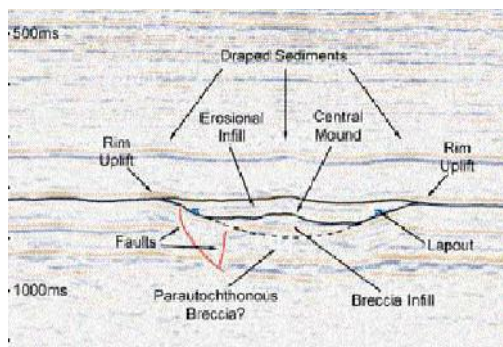 500ms
Draped Sediments
Erosional
Infill
Central
Mound
Rim
Uplift
Rim
Uplift
Faults
Lapout
1000ms
Parautochthonous
Breccia?
Breccia Infill